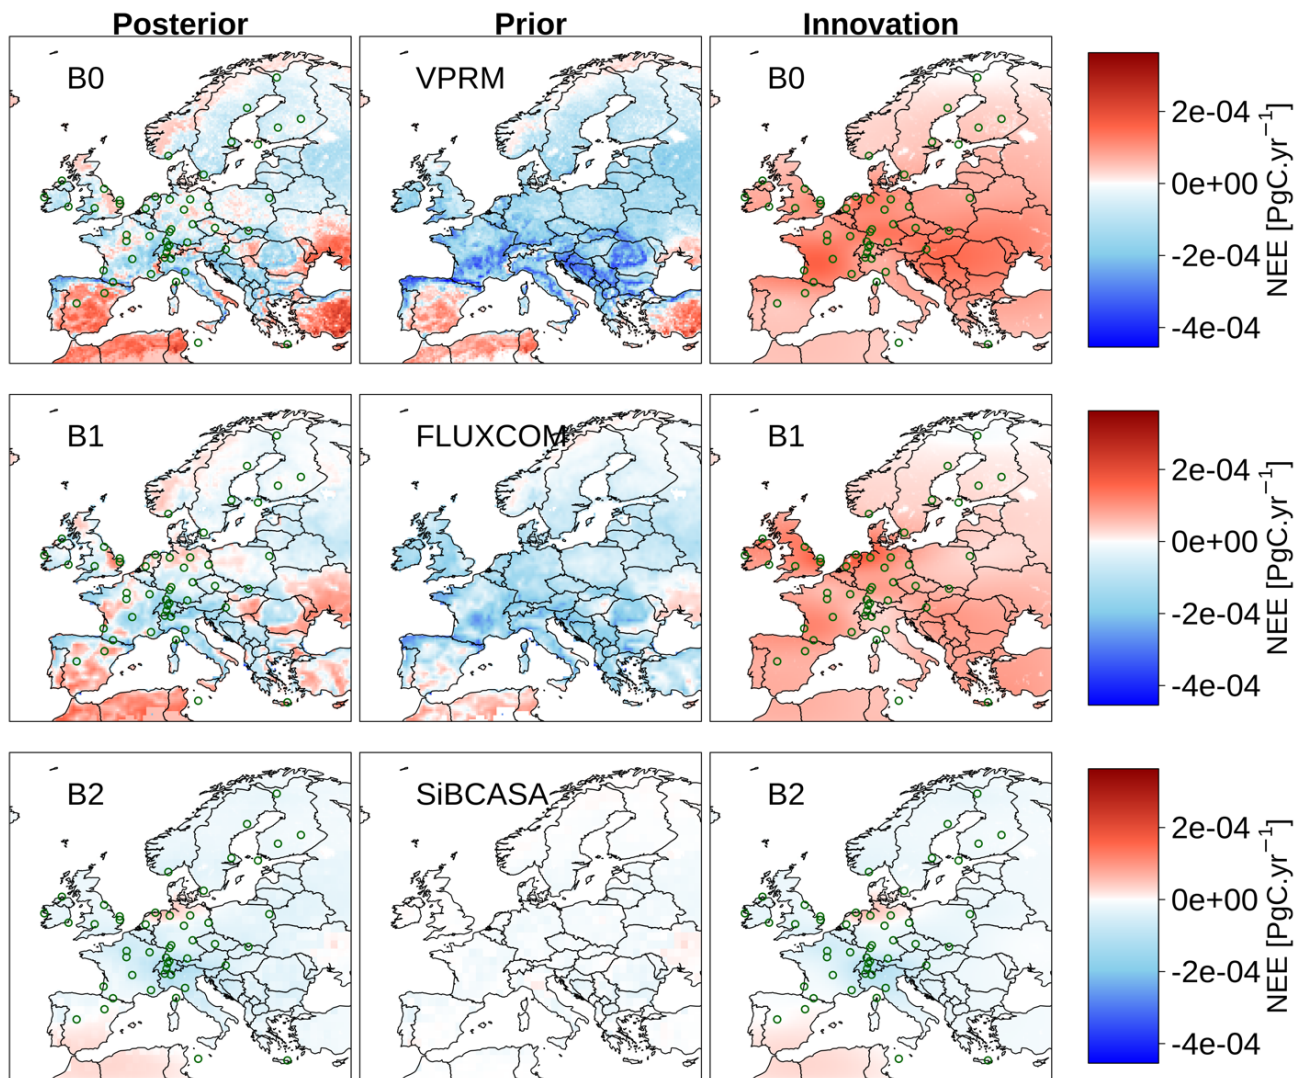 Posterior Prior Innovation
B0 VPRM B0
2e-04
0e+00
-2e-04
-4e-04
NEE [PgC.yr⁻¹]
B1 FLUXCOM B1
2e-04
0e+00
-2e-04
-4e-04
NEE [PgC.yr⁻¹]
B2 SiBCASA B2
2e-04
0e+00
-2e-04
-4e-04
NEE [PgC.yr⁻¹]